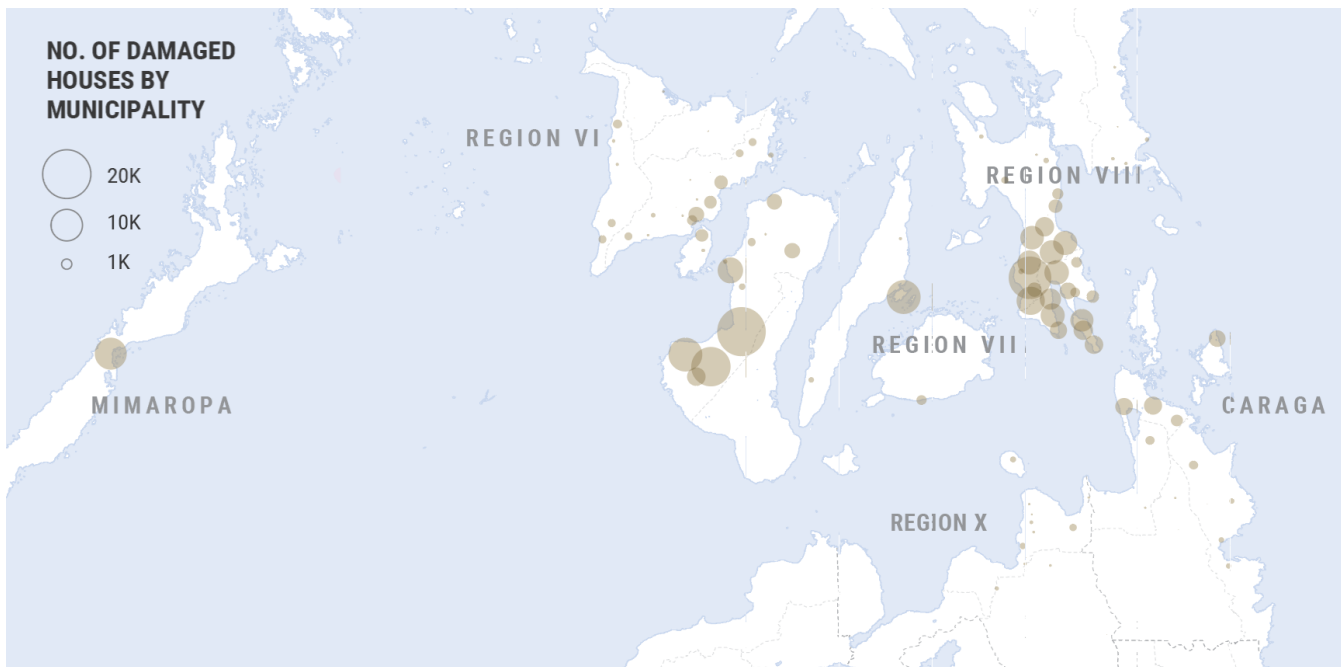 NO. OF DAMAGED
HOUSES BY
MUNICIPALITY
20K
10K
1K
REGION VI
REGION VIII
REGION VII
MIMAROPA
CARAGA
REGION X